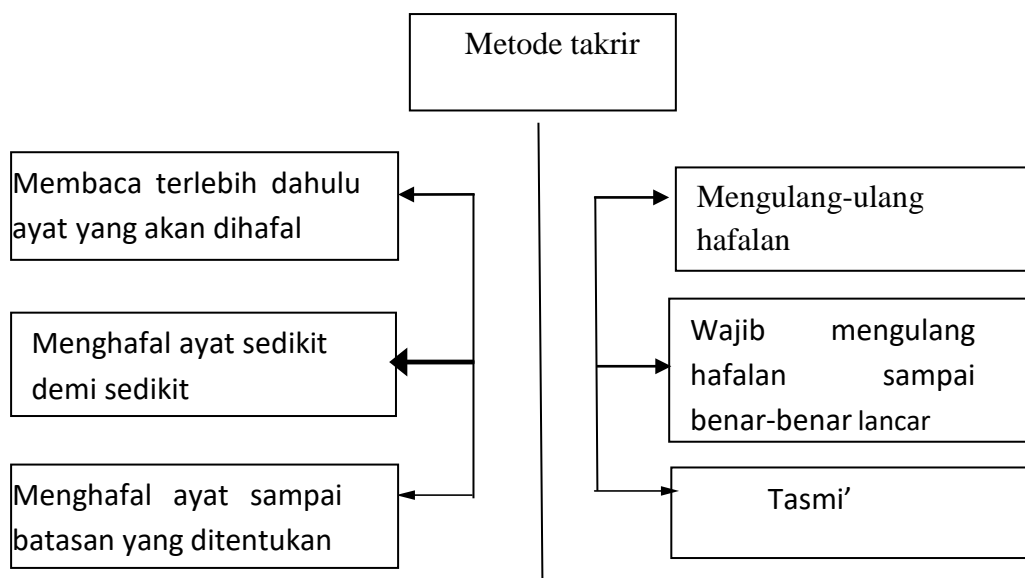 Metode takrir
Membaca terlebih dahulu
ayat yang akan dihafal
Menghafal ayat sedikit
demi sedikit
Menghafal ayat sampai
batasan yang ditentukan
Mengulang-ulang
hafalan
Wajib mengulang
hafalan sampai
benar-benar lancar
Tasmi’